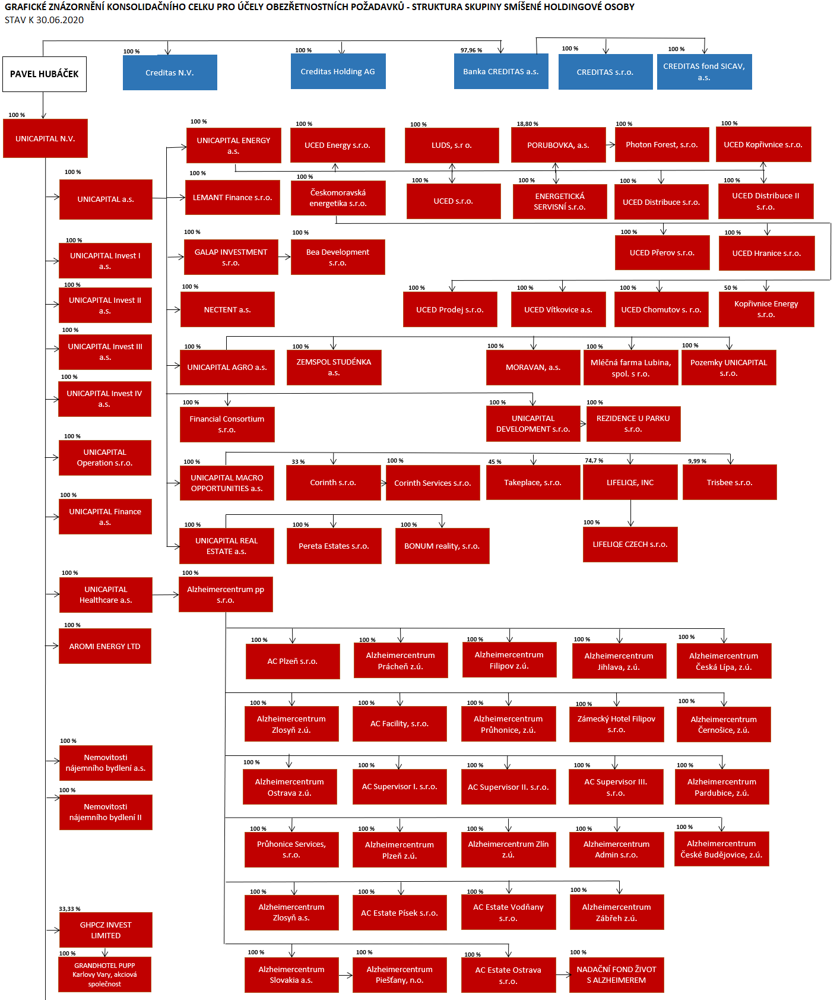 GRAFICKÉ ZNÁZORNĚNÍ KONSOLIDAČNÍHO CELKU PRO ÚČELY OBEZŘETNOSTNÍCH POŽADAVKŮ - STRUKTURA SKUPINY SMÍŠENÉ HOLDINGOVÉ OSOBY
STAV K 30.06.2020
PAVEL HUBÁČEK
100 %
Creditas N.V.
100 %
Creditas Holding AG
97,96 %
Banka CREDITAS a.s.
100 %
CREDITAS s.r.o.
100 %
CREDITAS fond SICAV,
a.s.
100 %
UNICAPITAL N.V.
100 %
UNICAPITAL ENERGY
a.s.
100 %
UCED Energy s.r.o.
100 %
LUDS, s.r o.
18,80 %
PORUBOVKA, a.s.
100 %
Photon Forest, s.r.o.
100 %
UCED Kopřivnice s.r.o.
100 %
UNICAPITAL a.s.
100 %
LEMANT Finance s.r.o.
100 %
Českomoravská
energetika s.r.o.
100 %
UCED s.r.o.
100 %
ENERGETICKÁ
SERVISNÍ s.r.o.
100 %
UCED Distribuce s.r.o.
100 %
UCED Distribuce II
s.r.o.
100 %
UNICAPITAL Invest I
a.s.
100 %
GALAP INVESTMENT
s.r.o.
100 %
Bea Development
s.r.o.
100 %
UCED Přerov s.r.o.
100 %
UCED Hranice s.r.o.
100 %
UNICAPITAL Invest II
a.s.
100 %
NECTENT a.s.
100 %
UCED Prodej s.r.o.
100 %
UCED Vítkovice a.s.
100 %
UCED Chomutov s. r.o.
50 %
Kopřivnice Energy
s.r.o.
100 %
UNICAPITAL Invest III
a.s.
100 %
UNICAPITAL AGRO a.s.
100 %
ZEMSPOL STUDÉNKA
a.s.
100 %
MORAVAN, a.s.
100 %
Mléčná farma Lubina,
spol. s r.o.
100 %
Pozemky UNICAPITAL
s.r.o.
100 %
UNICAPITAL Invest IV
a.s.
100 %
Financial Consortium
s.r.o.
100 %
UNICAPITAL
DEVELOPMENT s.r.o.
100 %
REZIDENCE U PARKU
s.r.o.
100 %
UNICAPITAL
Operation s.r.o.
100 %
UNICAPITAL MACRO
OPPORTUNITIES a.s.
33 %
Corinth s.r.o.
100 %
Corinth Services s.r.o.
45 %
Takeplace, s.r.o.
74,7 %
LIFELIQE, INC
9,99 %
Trisbee s.r.o.
100 %
UNICAPITAL Finance
a.s.
100 %
UNICAPITAL REAL
ESTATE a.s.
100 %
Pereta Estates s.r.o.
100 %
BONUM reality, s.r.o.
100 %
LIFELIQE CZECH s.r.o.
100 %
UNICAPITAL
Healthcare a.s.
100 %
Alzheimercentrum pp
s.r.o.
100 %
AROMI ENERGY LTD
100 %
AC Plzeň s.r.o.
100 %
Alzheimercentrum
Prácheň z.ú.
100 %
Alzheimercentrum
Filipov z.ú.
100 %
Alzheimercentrum
Jihlava, z.ú.
100 %
Alzheimercentrum
Česká Lípa, z.ú.
100 %
Alzheimercentrum
Zlosyň z.ú.
100 %
AC Facility, s.r.o.
100 %
Alzheimercentrum
Průhonice, z.ú.
100 %
Zámecký Hotel Filipov
s.r.o.
100 %
Alzheimercentrum
Černošice, z.ú.
100 %
Nemovitosti
nájemního bydlení a.s.
100 %
Alzheimercentrum
Ostrava z.ú.
100 %
AC Supervisor I. s.r.o.
100 %
AC Supervisor II. s.r.o.
100 %
AC Supervisor III.
s.r.o.
100 %
Alzheimercentrum
Pardubice, z.ú.
100 %
Nemovitosti
nájemního bydlení II
100 %
Průhonice Services,
s.r.o.
100 %
Alzheimercentrum
Plzeň z.ú.
100 %
Alzheimercentrum Zlín
z.ú.
100 %
Alzheimercentrum
Admin s.r.o.
100 %
Alzheimercentrum
České Budějovice, z.ú.
100 %
Alzheimercentrum
Zlosyň a.s.
100 %
AC Estate Písek s.r.o.
100 %
AC Estate Vodňany
s.r.o.
100 %
Alzheimercentrum
Zábřeh z.ú.
33,33 %
GHPCZ INVEST
LIMITED
100 %
GRANDHOTEL PUPP
Karlovy Vary, akciová
společnost
100 %
Alzheimercentrum
Slovakia a.s.
100 %
Alzheimercentrum
Piešťany, n.o.
100 %
AC Estate Ostrava
s.r.o.
100 %
NADAČNÍ FOND ŽIVOT
S ALZHEIMEREM